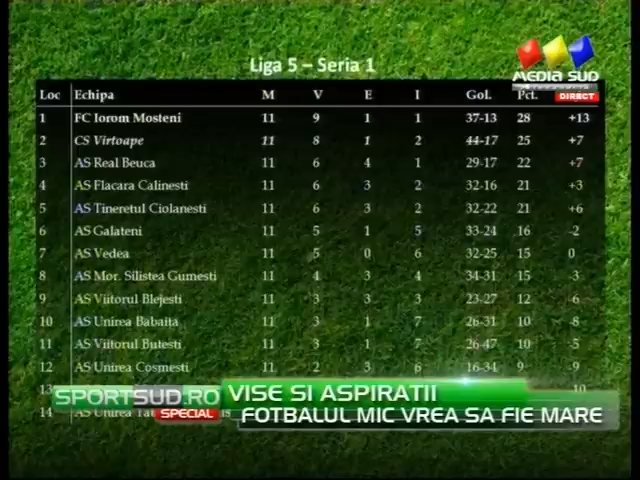 Liga 5 – Seria 1
MEDIA SUD
DIRECT
Loc Echipa M V E I Gol. Pct.
1 FC Iorom Mosteni 11 9 1 1 37-13 28 +13
2 CS Virtoape 11 8 1 2 44-17 25 +7
3 AS Real Beuca 11 6 4 1 29-17 22 +7
4 AS Flacara Calinesti 11 6 3 2 32-16 21 +3
5 AS Tineretul Ciolanesti 11 6 3 2 32-22 21 +6
6 AS Galateni 11 5 1 5 33-24 16 -2
7 AS Vedea 11 5 0 6 32-25 15 0
8 AS Mor. Silistea Gumesti 11 4 3 4 34-31 15 -3
9 AS Viitorul Blejesti 11 3 3 3 23-27 12 -6
10 AS Unirea Babaita 11 3 1 7 26-31 10 -8
11 AS Viitorul Butesti 11 3 1 7 26-47 10 -5
12 AS Unirea Cosmesti 11 2 3 6 16-34 9 -9
13 -10
14 AS Unirea
SPORTSUD.RO VISE SI ASPIRATII
SPECIAL FOTBALUL MIC VREA SA FIE MARE